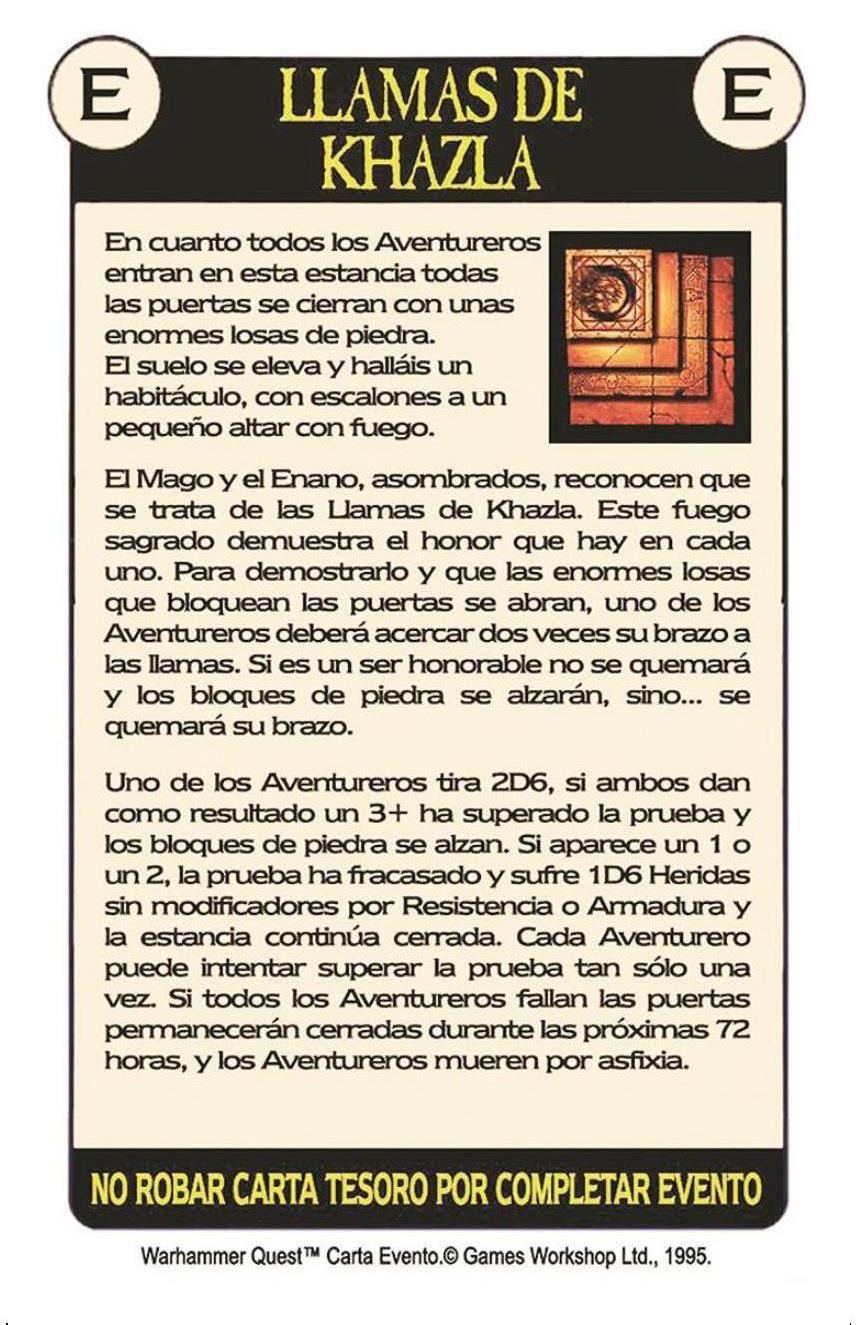 E
E
LLAMAS DE
KHAZLA
En cuanto todos los Aventureros
entran en esta estancia todas
las puertas se cierran con unas
enormes losas de piedra.
El suelo se eleva y halláis un
habitáculo, con escalones a un
pequeño altar con fuego.
El Mago y el Enano, asombrados, reconocen que
se trata de las Llamas de Khazla. Este fuego
sagrado demuestra el honor que hay en cada
uno. Para demostrarlo y que las enormes losas
que bloquean las puertas se abran, uno de los
Aventureros deberá acercar dos veces su brazo a
las llamas. Si es un ser honorable no se quemará
y los bloques de piedra se alzarán, sino... se
quemará su brazo.
Uno de los Aventureros tira 2D6, si ambos dan
como resultado un 3+ ha superado la prueba y
los bloques de piedra se alzan. Si aparece un 1 o
un 2, la prueba ha fracasado y sufre 1D6 Heridas
sin modificadores por Resistencia o Armadura y
la estancia continúa cerrada. Cada Aventurero
puede intentar superar la prueba tan sólo una
vez. Si todos los Aventureros fallan las puertas
permanecerán cerradas durante las próximas 72
horas, y los Aventureros mueren por asfixia.
NO ROBAR CARTA TESORO POR COMPLETAR EVENTO
Warhammer Quest™ Carta Evento.© Games Workshop Ltd., 1995.